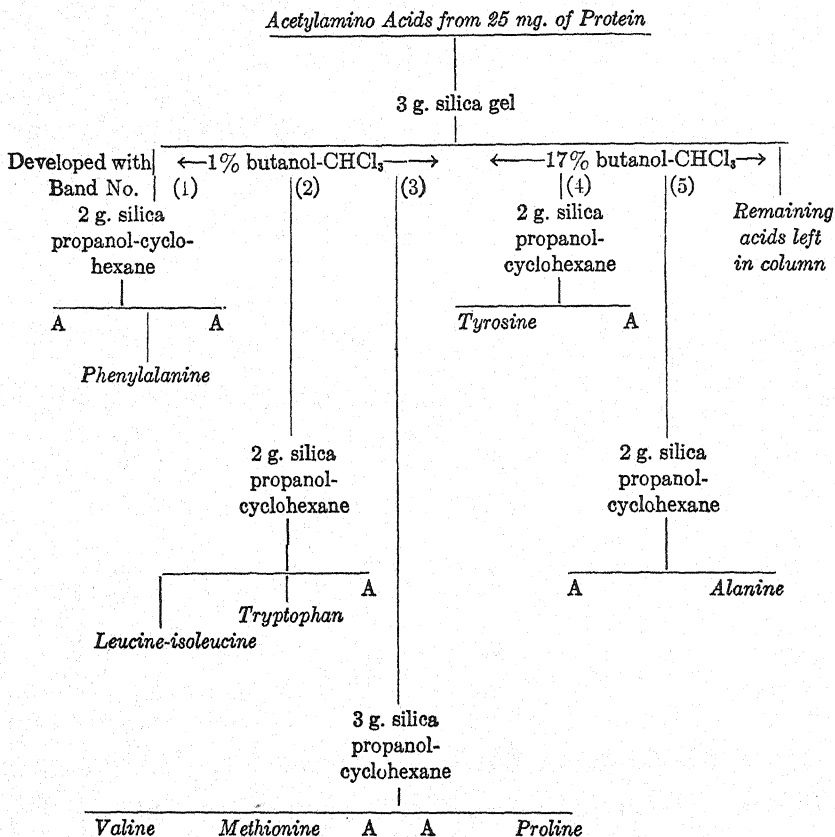 Acetylamino Acids from 25 mg. of Protein
3 g. silica gel
Developed with ←1% butanol-CHCl₃→ ←17% butanol-CHCl₃→
Band No. (1) (2) (3) (4) (5)
2 g. silica
propanol-cyclo-
hexane
A A
Phenylalanine
2 g. silica
propanol-
cyclohexane
Tyrosine A
Remaining
acids left
in column
2 g. silica
propanol-
cyclohexane
A
Tryptophan
Leucine-isoleucine
2 g. silica
propanol-
cyclohexane
A Alanine
3 g. silica
propanol-
cyclohexane
Valine Methionine A A Proline